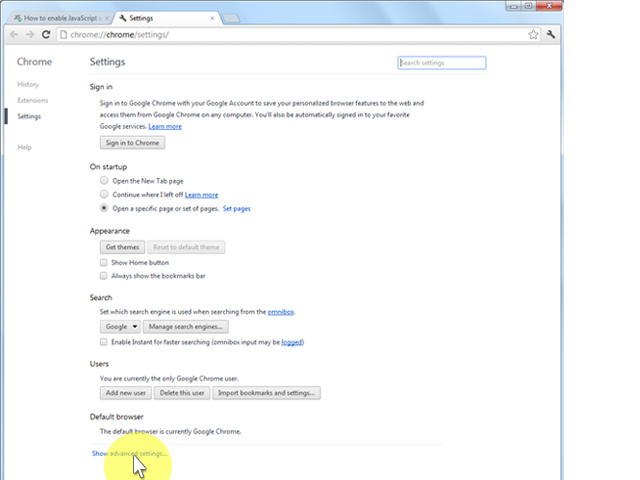 How to enable JavaScript i
Settings
chrome://chrome/settings/
Chrome
Settings
Search settings
History
Extensions
Settings
Help
Sign in
Sign in to Google Chrome with your Google Account to save your personalized browser features to the web and
access them from Google Chrome on any computer. You'll also be automatically signed in to your favorite
Google services. Learn more
Sign in to Chrome
On startup
Open the New Tab page
Continue where I left off Learn more
Open a specific page or set of pages. Set pages
Appearance
Get themes Reset to default theme
Show Home button
Always show the bookmarks bar
Search
Set which search engine is used when searching from the omnibox.
Google Manage search engines...
Enable Instant for faster searching (omnibox input may be logged)
Users
You are currently the only Google Chrome user.
Add new user Delete this user Import bookmarks and settings...
Default browser
The default browser is currently Google Chrome.
Show advanced settings...